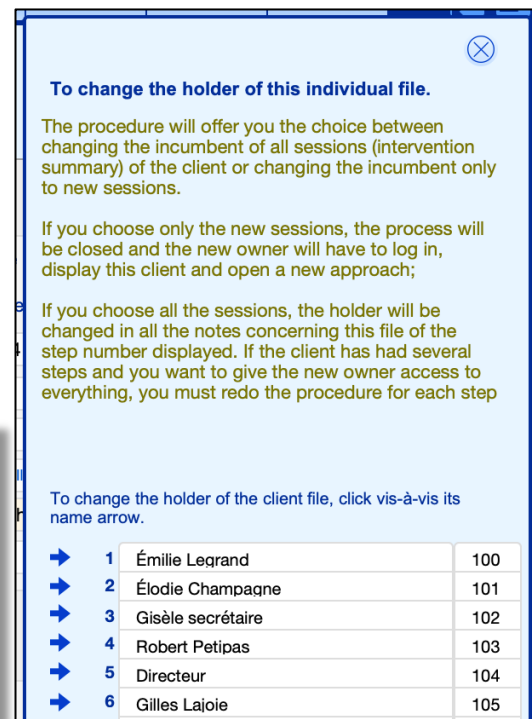 To change the holder of this individual file.
The procedure will offer you the choice between
changing the incumbent of all sessions (intervention
summary) of the client or changing the incumbent only
to new sessions.
If you choose only the new sessions, the process will
be closed and the new owner will have to log in,
display this client and open a new approach;
If you choose all the sessions, the holder will be
changed in all the notes concerning this file of the
step number displayed. If the client has had several
steps and you want to give the new owner access to
everything, you must redo the procedure for each step
To change the holder of the client file, click vis-à-vis its
name arrow.
1 Émilie Legrand 100
2 Élodie Champagne 101
3 Gisèle secrétaire 102
4 Robert Petipas 103
5 Directeur 104
6 Gilles Lajoie 105